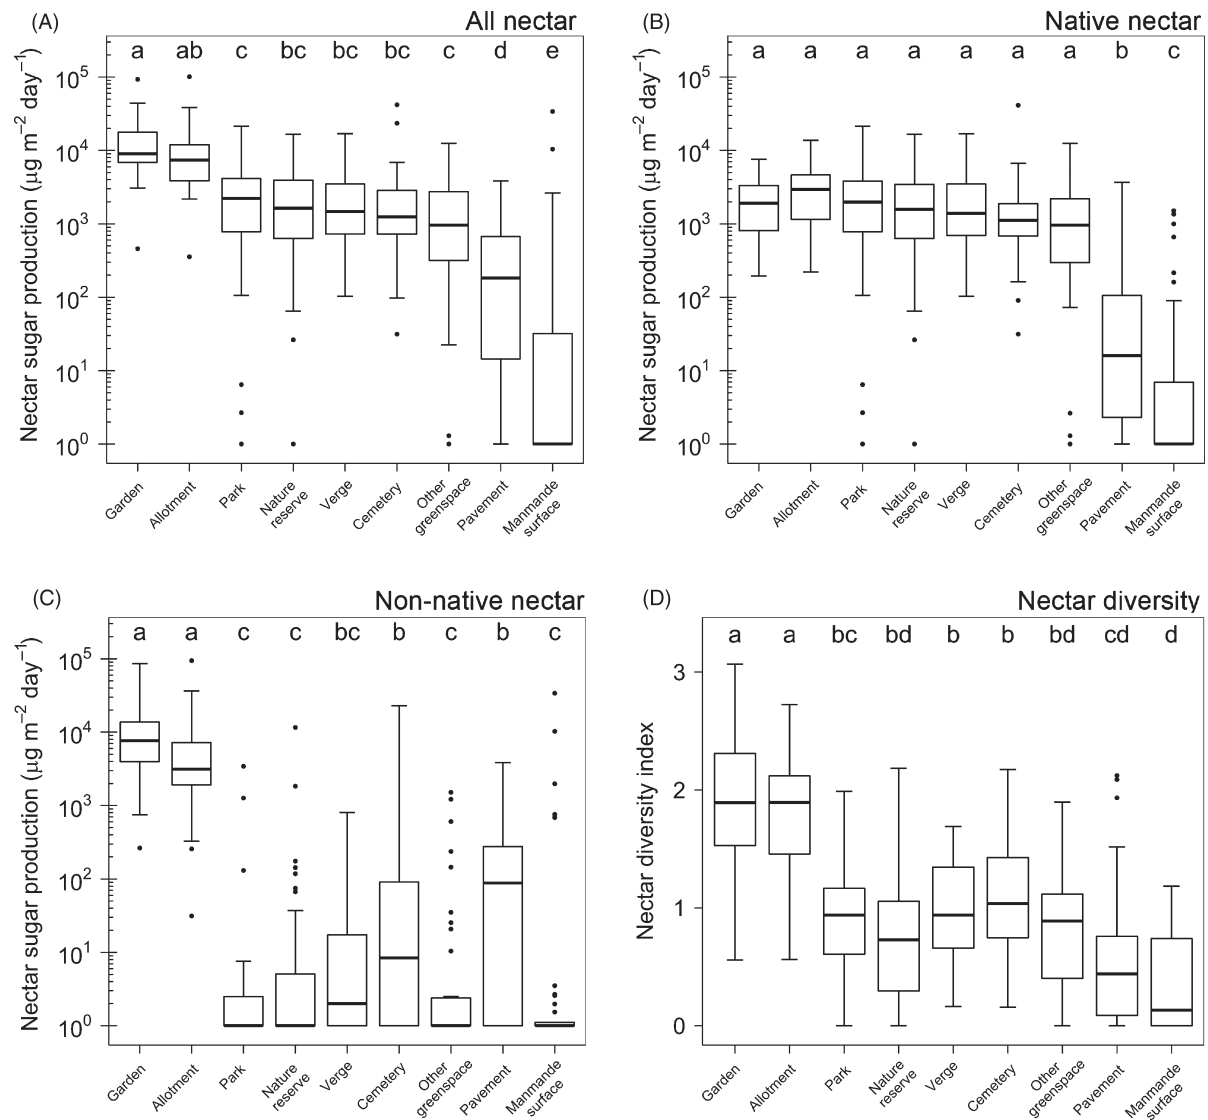 (A) All nectar
a ab c bc bc bc c d e
Nectar sugar production (µg m⁻² day⁻¹)
10⁵
10⁴
10³
10²
10¹
10⁰
Garden
Allotment
Park
Nature
reserve
Verge
Cemetery
Other
greenspace
Pavement
Manmande
surface
(B) Native nectar
a a a a a a a b c
Nectar sugar production (µg m⁻² day⁻¹)
10⁵
10⁴
10³
10²
10¹
10⁰
Garden
Allotment
Park
Nature
reserve
Verge
Cemetery
Other
greenspace
Pavement
Manmande
surface
(C) Non-native nectar
a a c c bc b c b c
Nectar sugar production (µg m⁻² day⁻¹)
10⁵
10⁴
10³
10²
10¹
10⁰
Garden
Allotment
Park
Nature
reserve
Verge
Cemetery
Other
greenspace
Pavement
Manmande
surface
(D) Nectar diversity
a a bc bd b b bd cd d
Nectar diversity index
3
2
1
0
Garden
Allotment
Park
Nature
reserve
Verge
Cemetery
Other
greenspace
Pavement
Manmande
surface